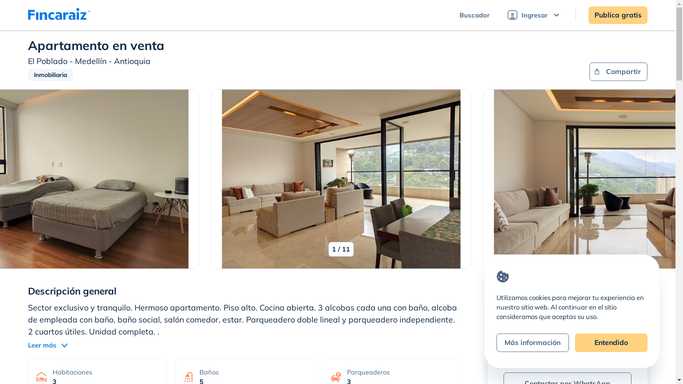 Fincaraiz
Buscador
Ingresar
Publica gratis
Apartamento en venta
El Poblado - Medellín - Antioquia
Inmobiliaria
Compartir
1 / 11
Descripción general
Sector exclusivo y tranquilo. Hermoso apartamento. Piso alto. Cocina abierta, 3 alcobas cada una con baño, alcoba
de empleada con baño, baño social, salón comedor, estar. Parqueadero doble lineal y parqueadero independiente.
2 cuartos útiles. Unidad completa. .
Leer más
Habitaciones
3
Baños
5
Parqueaderos
3
Utilizamos cookies para mejorar tu experiencia en
nuestro sitio web. Al continuar en el sitio
consideramos que aceptas su uso.
Más información
Entendido
Contactar por WhatsApp